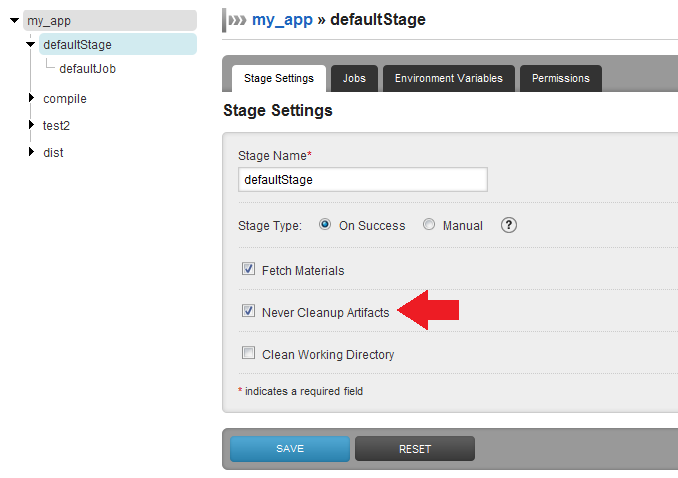 my_app
defaultStage
defaultJob
compile
test2
dist
my_app » defaultStage
Stage Settings
Jobs
Environment Variables
Permissions
Stage Settings
Stage Name*
defaultStage
Stage Type: On Success Manual ?
Fetch Materials
Never Cleanup Artifacts
Clean Working Directory
* indicates a required field
SAVE
RESET